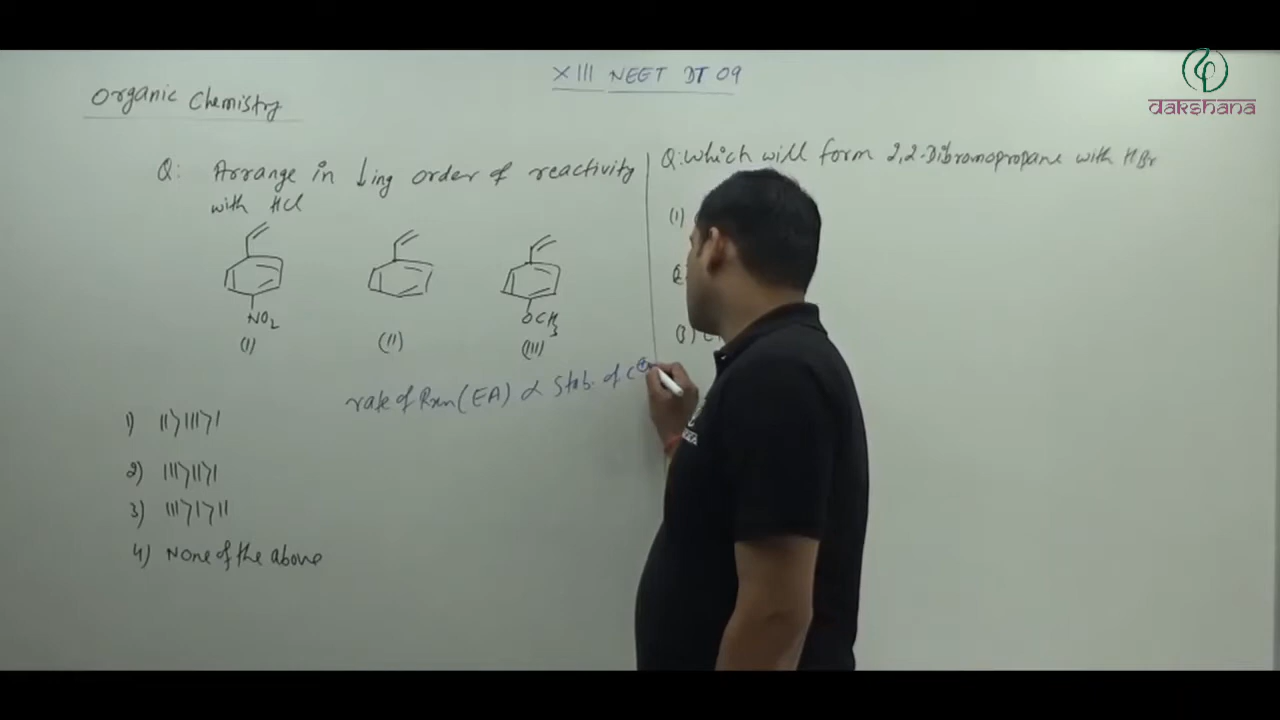 XIII NEET DT 09
dakshana
Organic Chemistry
Q: Arrange in ↓ing order of reactivity
with HCl
NO2
OCH3
(I)
(II)
(III)
rate of Rxn (EA) ∝ Stab. of C⊕
1) II>III>I
2) III>II>I
3) III>I>II
4) None of the above
Q: Which will form 2,2-Dibromopropane with HBr
(1)
(3)